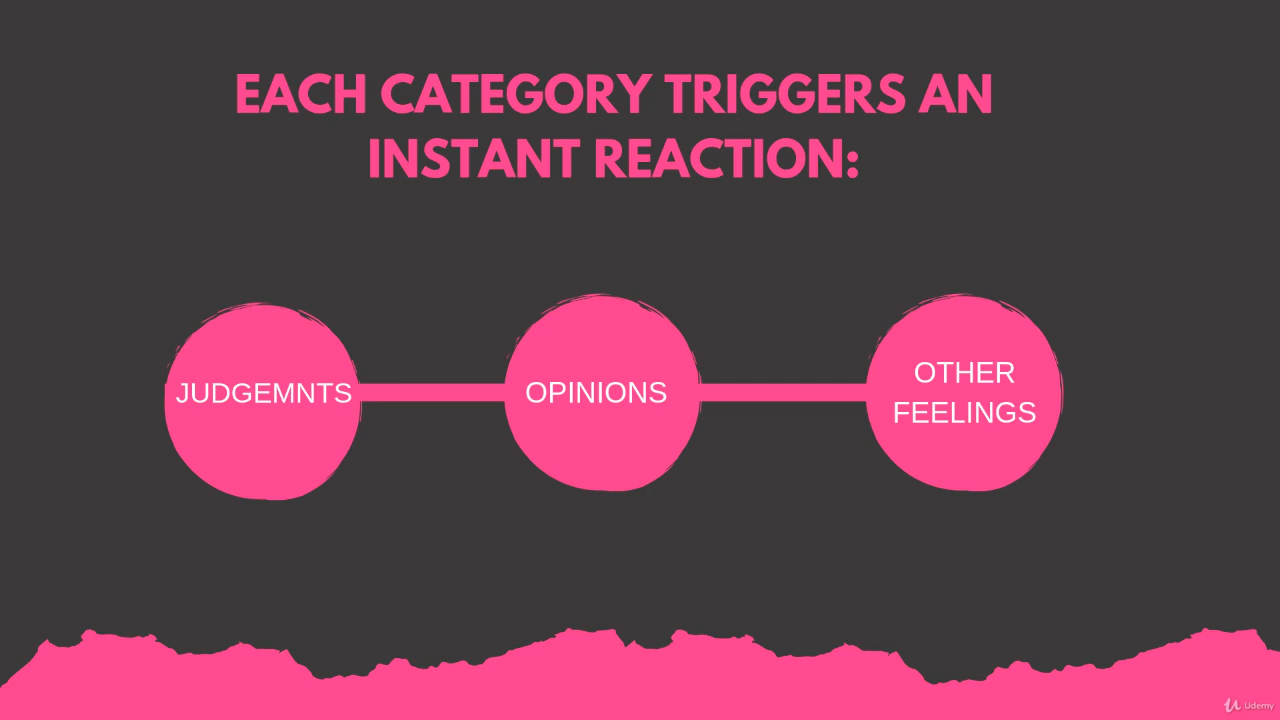 EACH CATEGORY TRIGGERS AN
INSTANT REACTION:
JUDGEMNTS
OPINIONS
OTHER
FEELINGS
Udemy